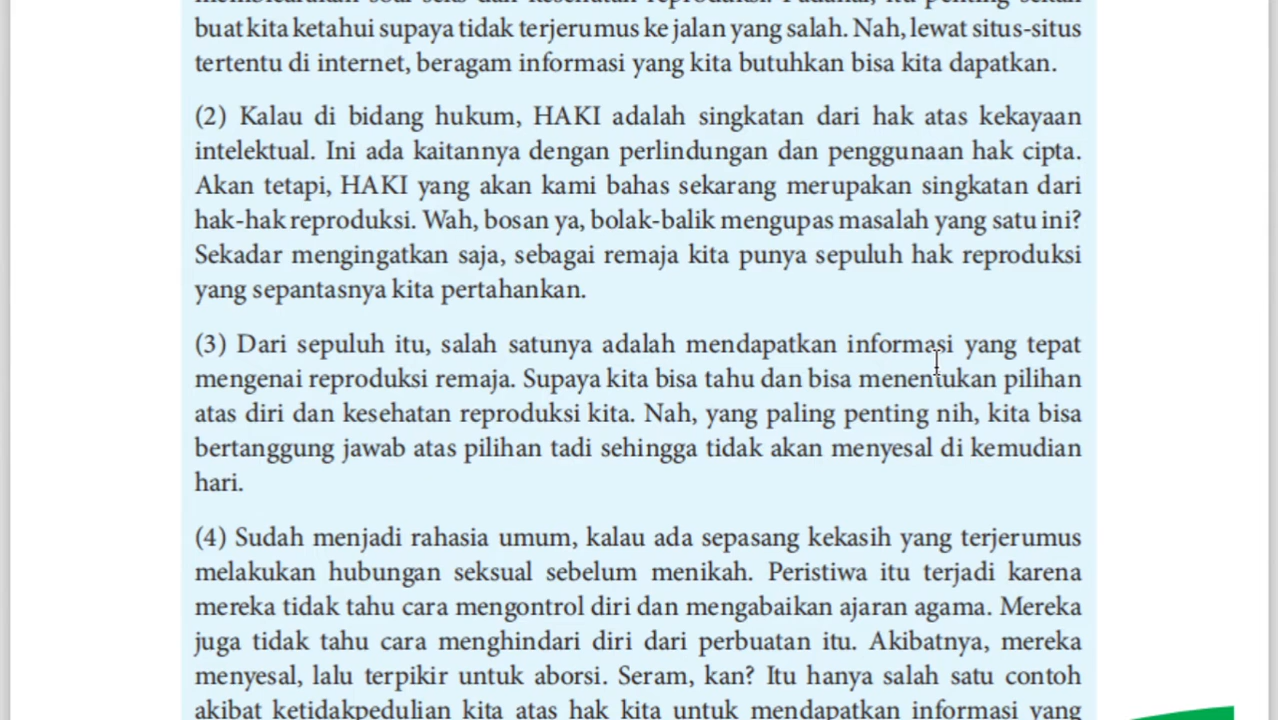 buat kita ketahui supaya tidak terjerumus ke jalan yang salah. Nah, lewat situs-situs
tertentu di internet, beragam informasi yang kita butuhkan bisa kita dapatkan.
(2) Kalau di bidang hukum, HAKI adalah singkatan dari hak atas kekayaan
intelektual. Ini ada kaitannya dengan perlindungan dan penggunaan hak cipta.
Akan tetapi, HAKI yang akan kami bahas sekarang merupakan singkatan dari
hak-hak reproduksi. Wah, bosan ya, bolak-balik mengupas masalah yang satu ini?
Sekadar mengingatkan saja, sebagai remaja kita punya sepuluh hak reproduksi
yang sepantasnya kita pertahankan.
(3) Dari sepuluh itu, salah satunya adalah mendapatkan informasi yang tepat
mengenai reproduksi remaja. Supaya kita bisa tahu dan bisa menentukan pilihan
atas diri dan kesehatan reproduksi kita. Nah, yang paling penting nih, kita bisa
bertanggung jawab atas pilihan tadi sehingga tidak akan menyesal di kemudian
hari.
(4) Sudah menjadi rahasia umum, kalau ada sepasang kekasih yang terjerumus
melakukan hubungan seksual sebelum menikah. Peristiwa itu terjadi karena
mereka tidak tahu cara mengontrol diri dan mengabaikan ajaran agama. Mereka
juga tidak tahu cara menghindari diri dari perbuatan itu. Akibatnya, mereka
menyesal, lalu terpikir untuk aborsi. Seram, kan? Itu hanya salah satu contoh
akibat ketidakpedulian kita atas hak kita untuk mendapatkan informasi yang